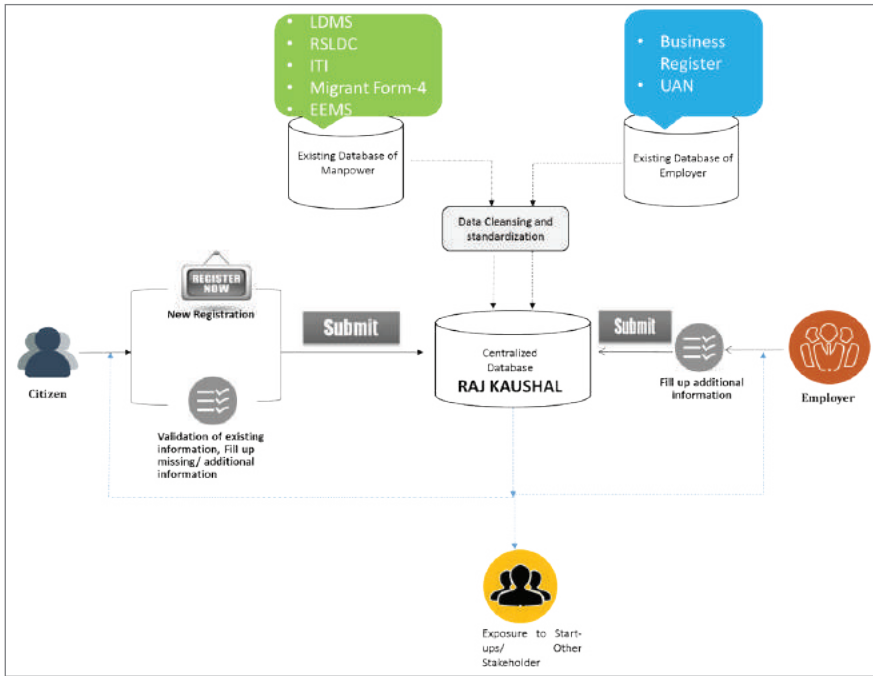 • LDMS
• RSLDC
• ITI
• Migrant Form-4
• EEMS
• Business
Register
• UAN
Existing Database of
Manpower
Existing Database of
Employer
Data Cleansing and
standardization
REGISTER
NOW
New Registration
Submit
Submit
Centralized
Database
RAJ KAUSHAL
Fill up additional
information
Citizen
Employer
Validation of existing
information, Fill up
missing/ additional
information
Exposure to Start-
ups/ Other
Stakeholder